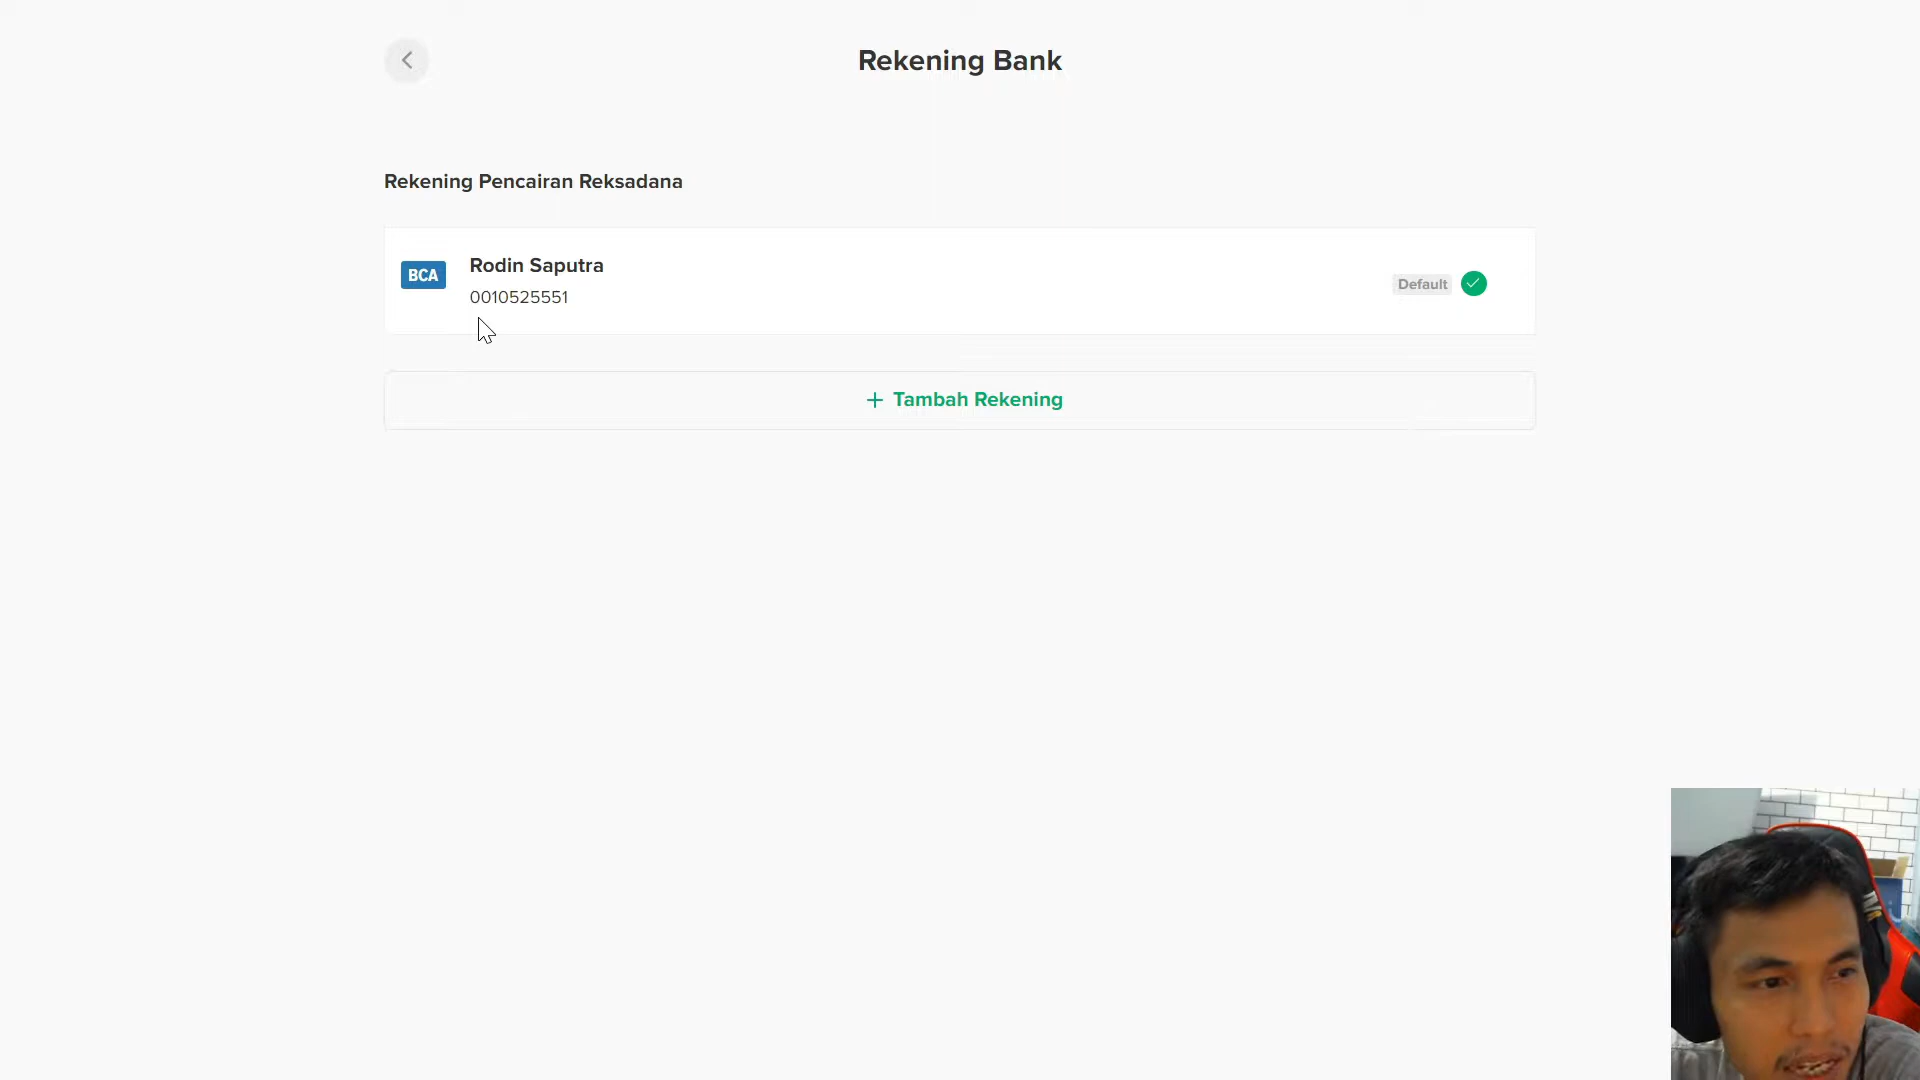 Rekening Bank
Rekening Pencairan Reksadana
BCA
Rodin Saputra
0010525551
Default
+ Tambah Rekening